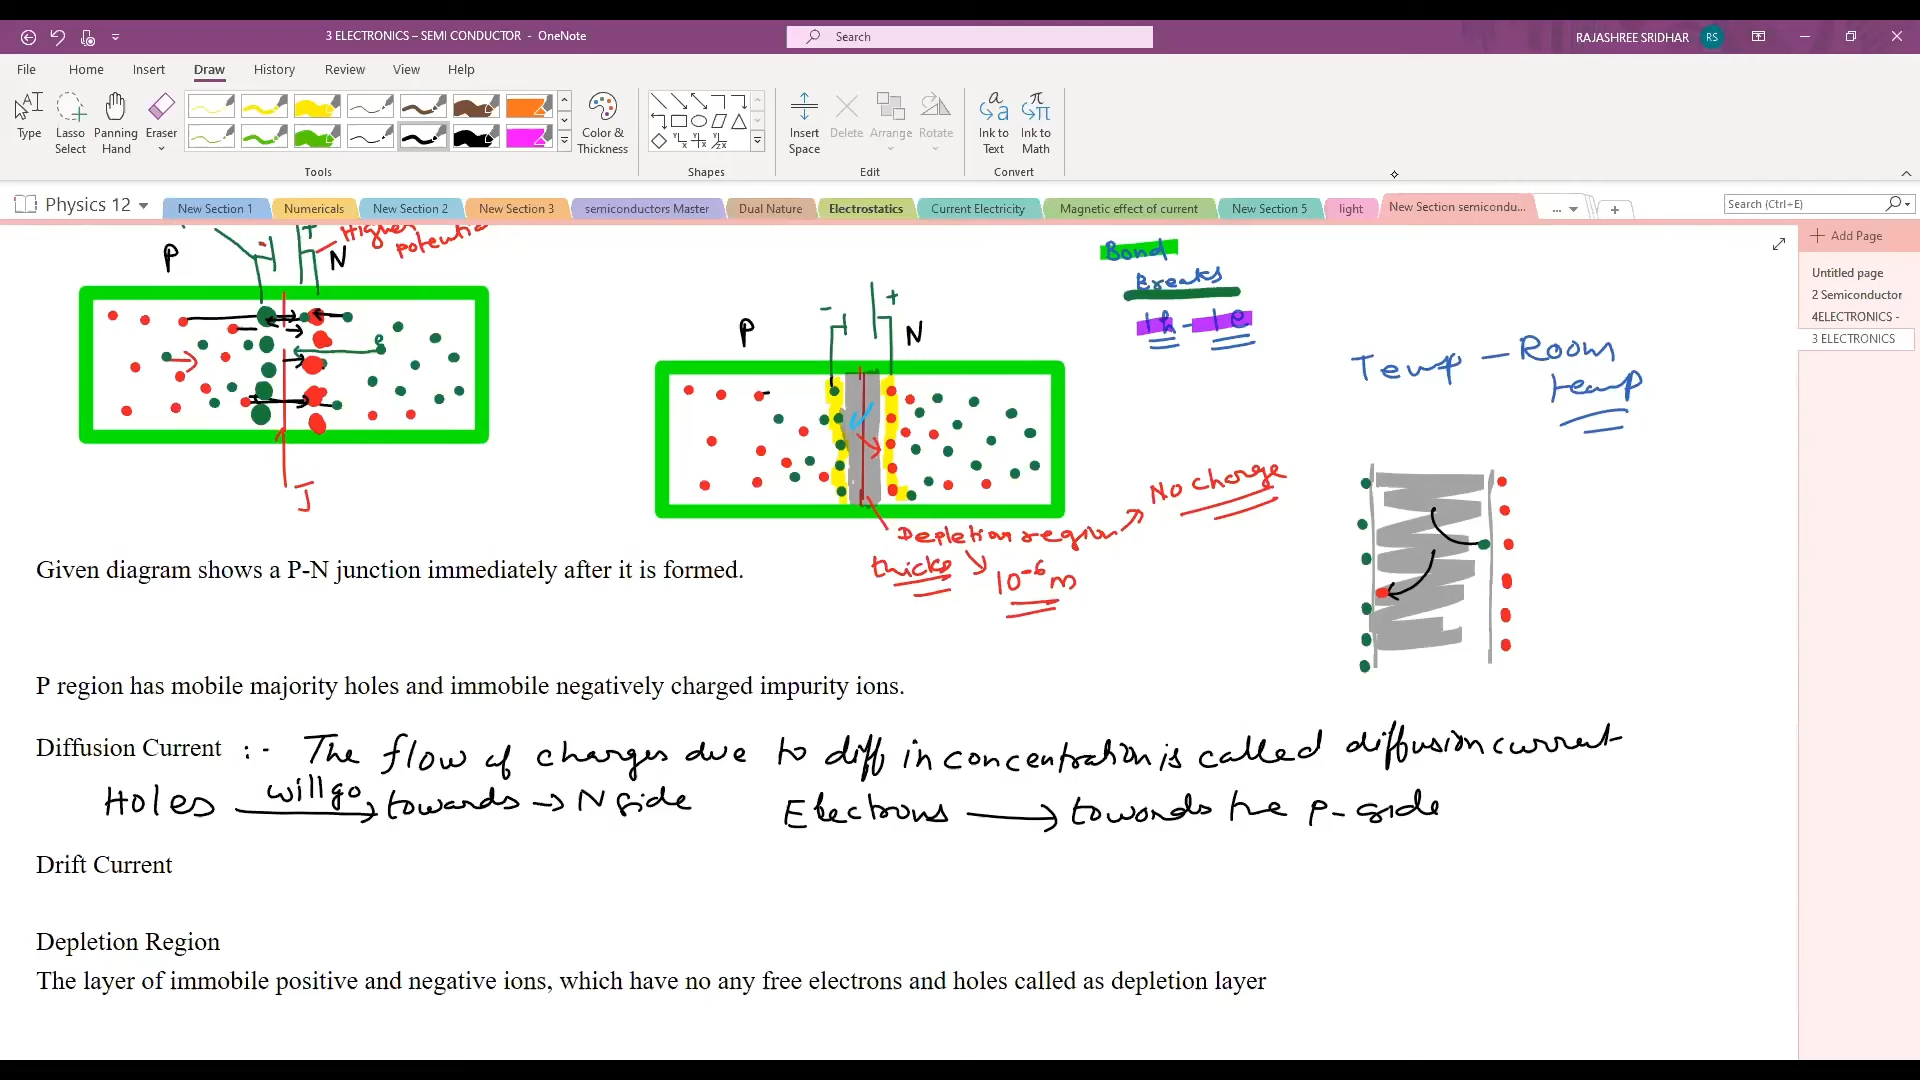 3 ELECTRONICS – SEMI CONDUCTOR - OneNote
Search
RAJASHREE SRIDHAR
RS
File Home Insert Draw History Review View Help
Type
Lasso Select
Panning Hand
Eraser
Color & Thickness
Insert Space
Delete
Arrange
Rotate
Ink to Text
Ink to Math
Tools Shapes Edit Convert
Physics 12
New Section 1 Numericals New Section 2 New Section 3 semiconductors Master Dual Nature Electrostatics Current Electricity Magnetic effect of current New Section 5 light New Section semicondu... ...
Search (Ctrl+E)
Add Page
Untitled page
2 Semiconductor
4ELECTRONICS -
3 ELECTRONICS
- +
Higher
potential
P N
J
- +
P N
Bond
Breaks
1h - 1e
Temp - Room
temp
No charge
Depletion region
thicks
10⁻⁶ m
Given diagram shows a P-N junction immediately after it is formed.
P region has mobile majority holes and immobile negatively charged impurity ions.
Diffusion Current :- The flow of charges due to diff in concentration is called diffusion current
Holes will go towards → N side Electrons → towards the P-side
Drift Current
Depletion Region
The layer of immobile positive and negative ions, which have no any free electrons and holes called as depletion layer